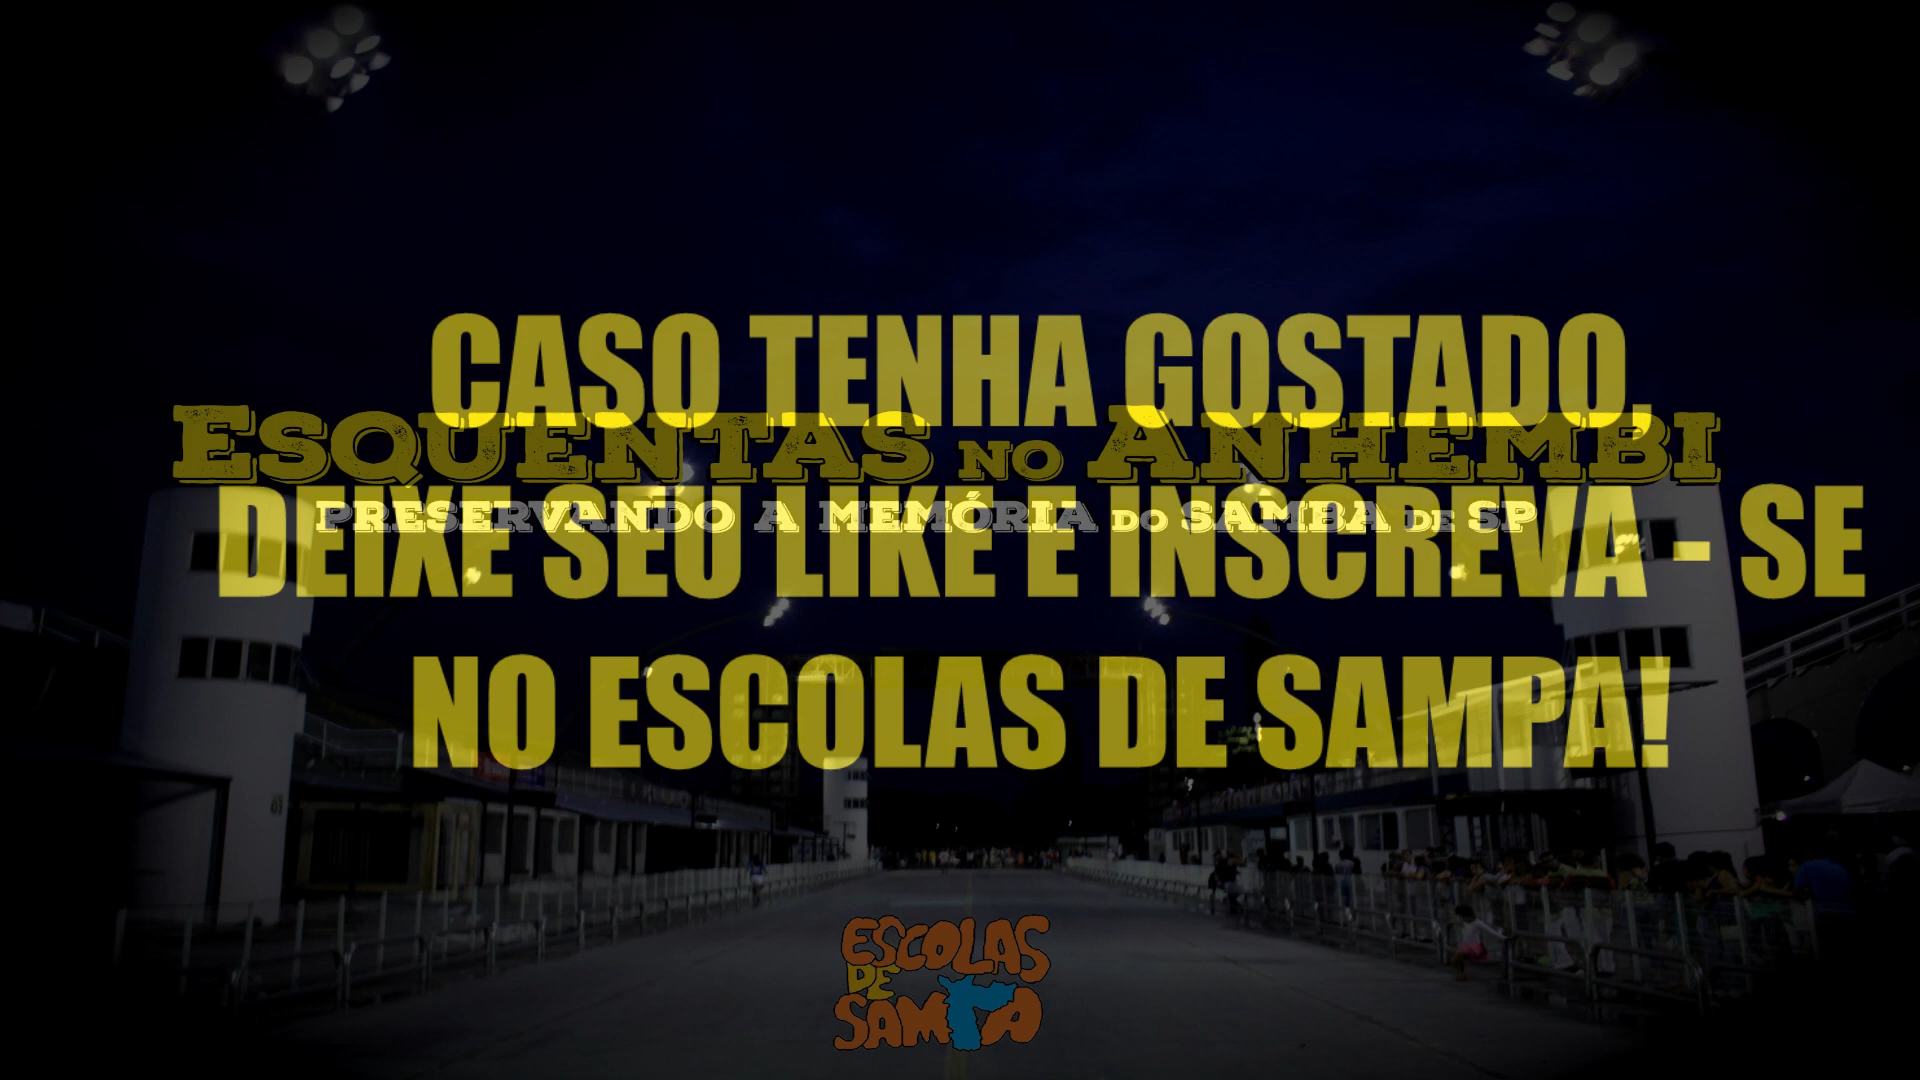 CASO TENHA GOSTADO,
ESQUENTAS NO ANHEMBI
DEIXE SEU LIKE E INSCREVA - SE
PRESERVANDO A MEMÓRIA DO SAMBA DE SP
NO ESCOLAS DE SAMPA!
ESCOLAS
DE
SAMPA